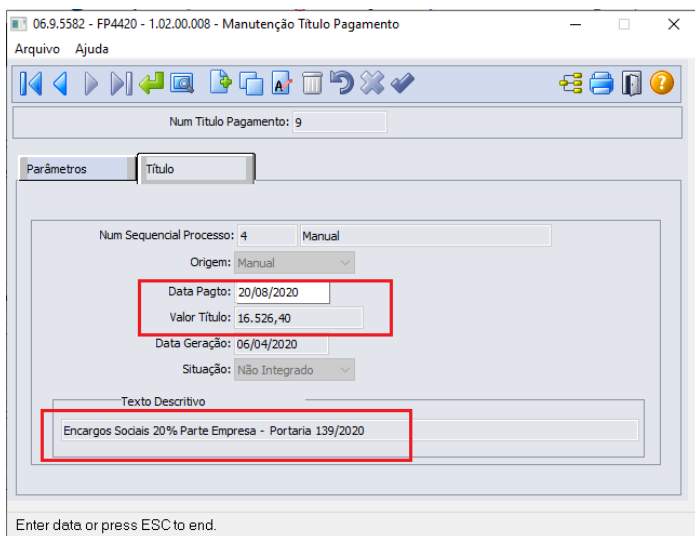 06.9.5582 - FP4420 - 1.02.00.008 - Manutenção Título Pagamento
Arquivo Ajuda
Num Titulo Pagamento: 9
Parâmetros Título
Num Sequencial Processo: 4 Manual
Origem: Manual
Data Pagto: 20/08/2020
Valor Título: 16.526,40
Data Geração: 06/04/2020
Situação: Não Integrado
Texto Descritivo
Encargos Sociais 20% Parte Empresa - Portaria 139/2020
Enter data or press ESC to end.